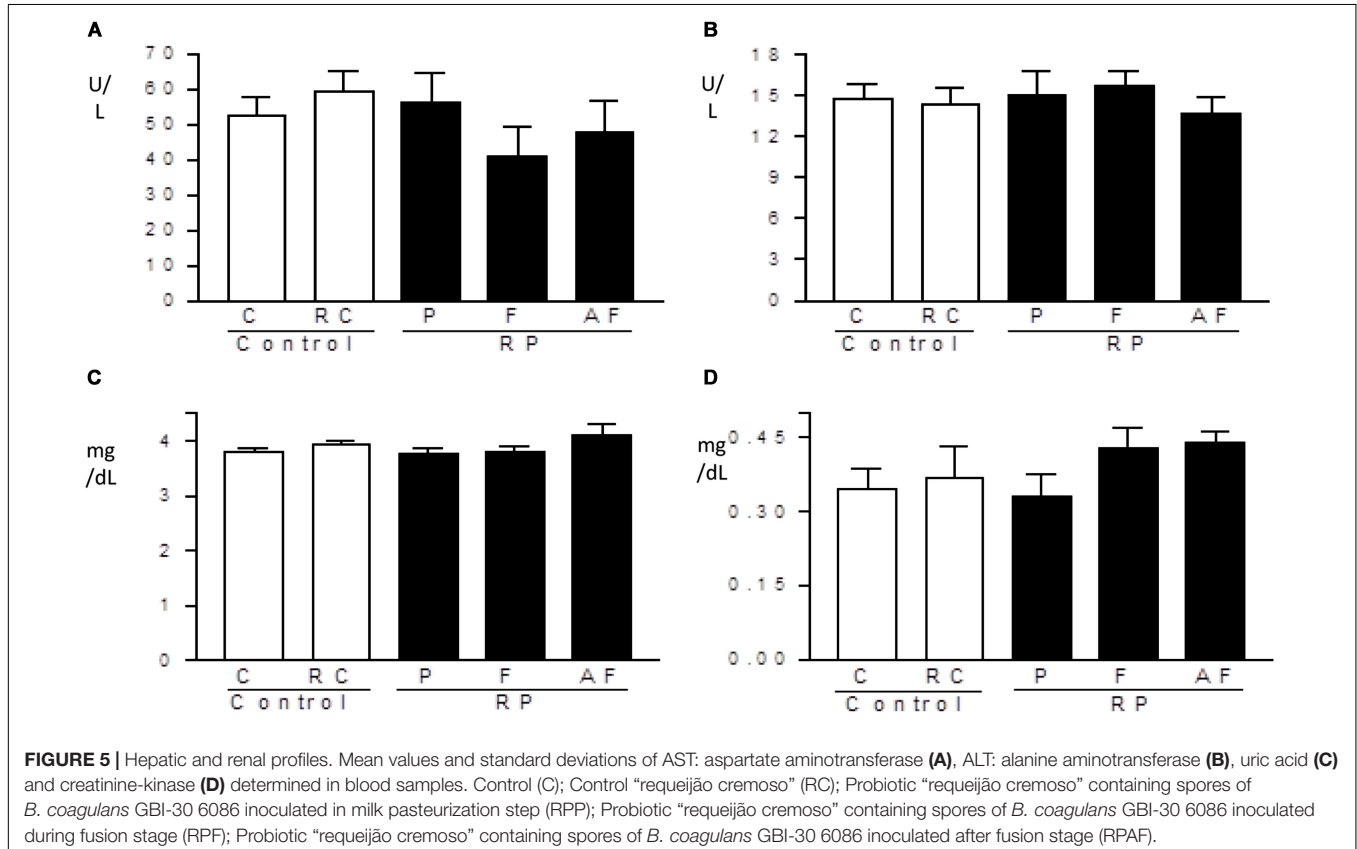 A
70
60
50
40
30
20
10
0
U/
L
C RC P F AF
Control RP
B
18
15
12
9
6
3
0
U/
L
C RC P F AF
Control RP
C
4
3
2
1
0
mg
/dL
C RC P F AF
Control RP
D
0.45
0.30
0.15
0.00
mg
/dL
C RC P F AF
Control RP
FIGURE 5 | Hepatic and renal profiles. Mean values and standard deviations of AST: aspartate aminotransferase (A), ALT: alanine aminotransferase (B), uric acid (C)
and creatinine-kinase (D) determined in blood samples. Control (C); Control “requeijão cremoso” (RC); Probiotic “requeijão cremoso” containing spores of
B. coagulans GBI-30 6086 inoculated in milk pasteurization step (RPP); Probiotic “requeijão cremoso” containing spores of B. coagulans GBI-30 6086 inoculated
during fusion stage (RPF); Probiotic “requeijão cremoso” containing spores of B. coagulans GBI-30 6086 inoculated after fusion stage (RPAF).